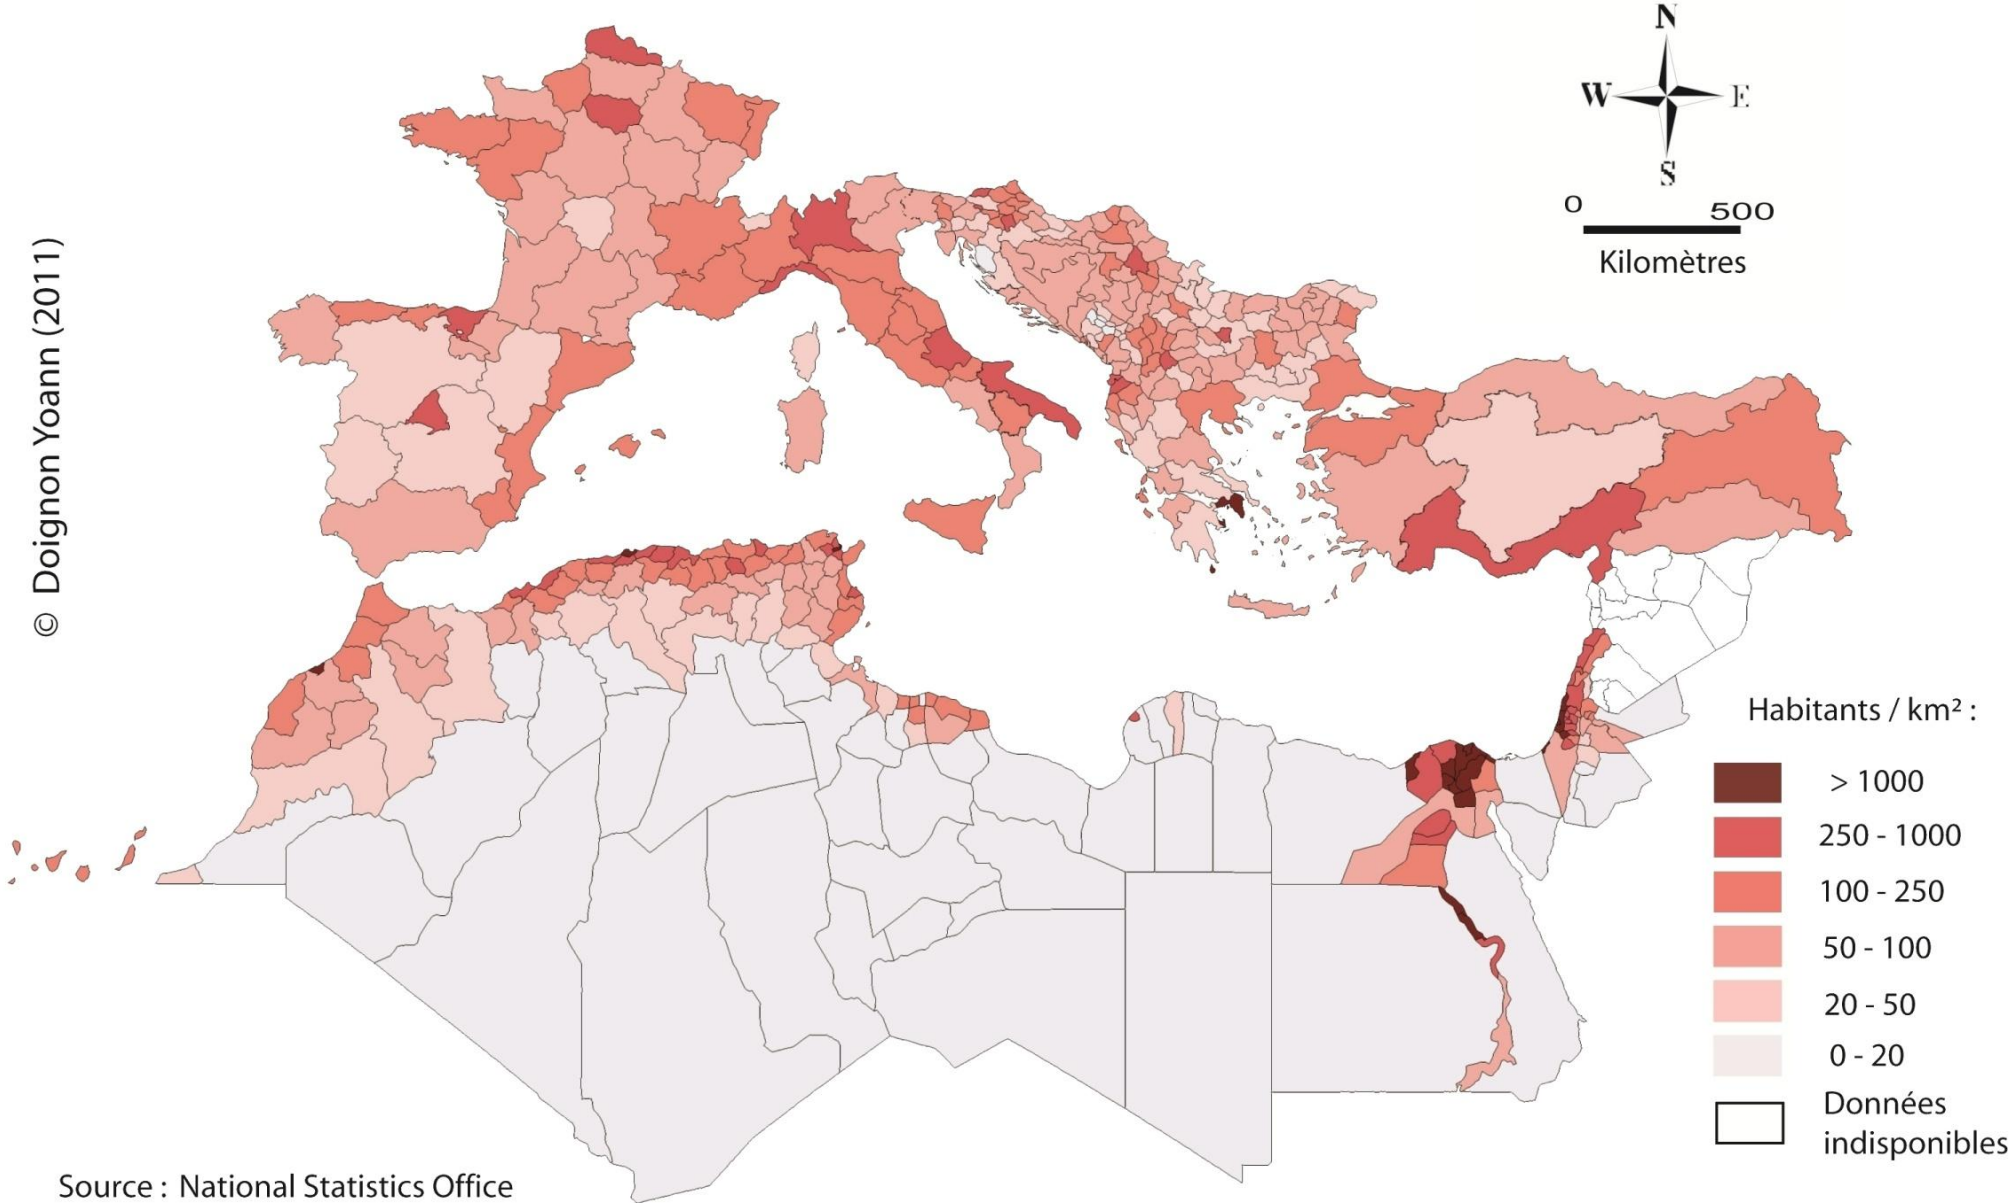 © Doignon Yoann (2011)
N
W E
S
0 500
Kilomètres
Habitants / km² :
> 1000
250 - 1000
100 - 250
50 - 100
20 - 50
0 - 20
Données
indisponibles
Source : National Statistics Office